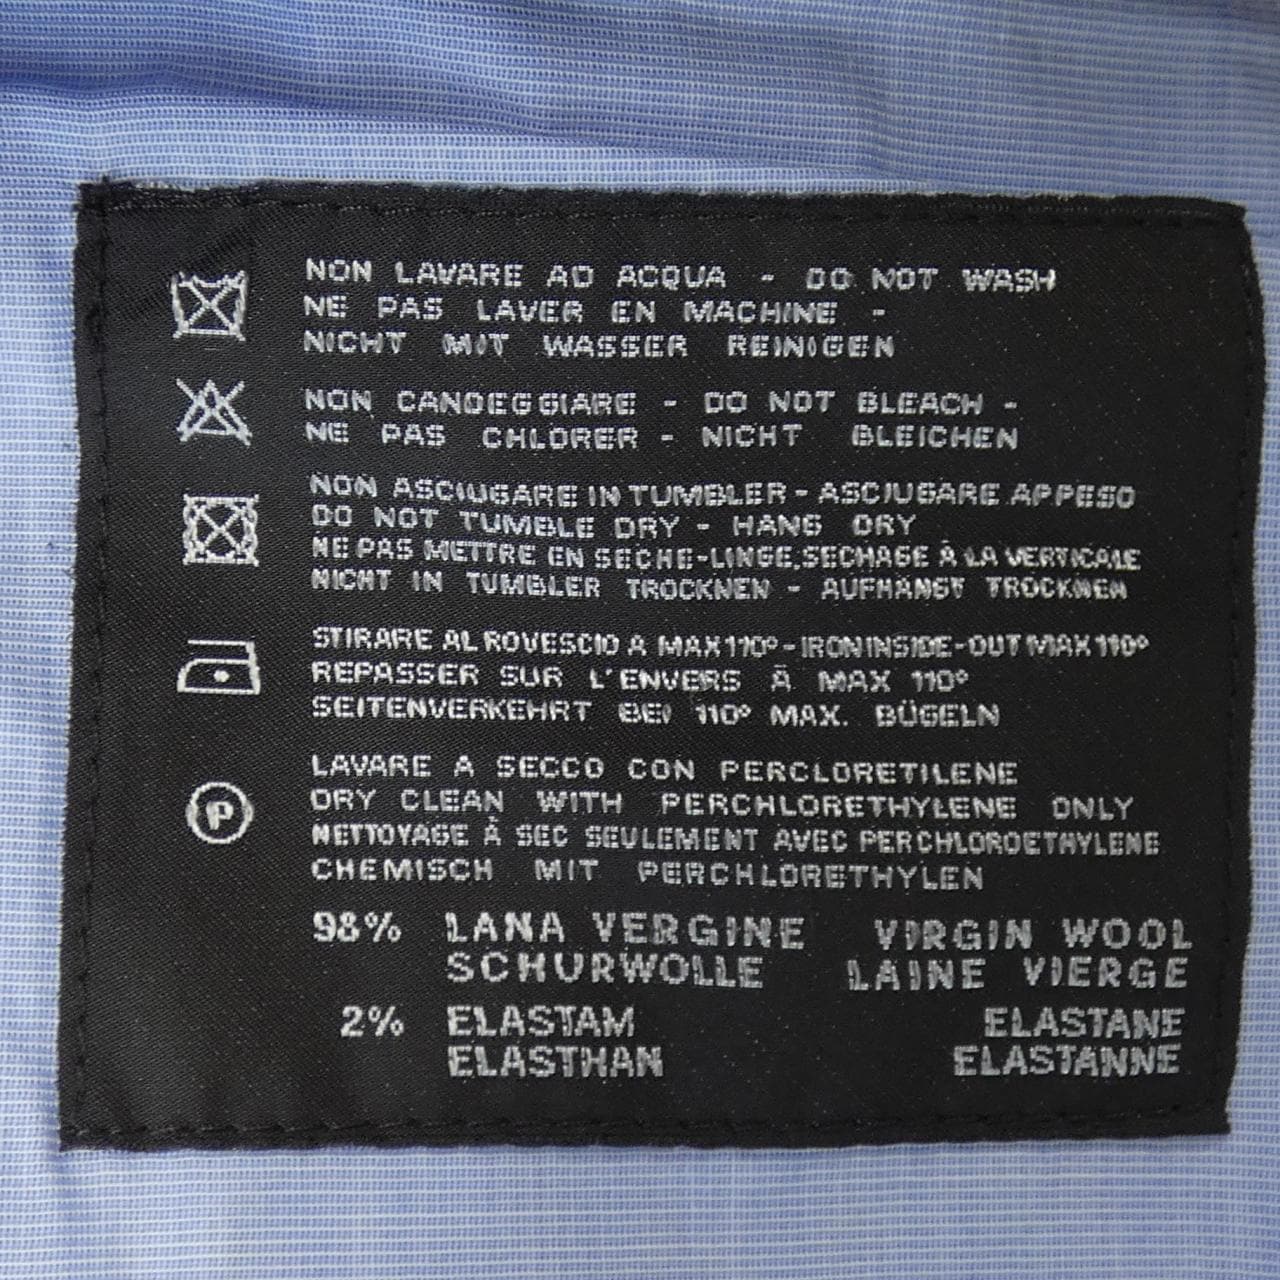 NON LAVARE AD ACQUA - DO NOT WASH
NE PAS LAVER EN MACHINE -
NICHT MIT WASSER REINIGEN
NON CANDEGGIARE - DO NOT BLEACH -
NE PAS CHLORER - NICHT BLEICHEN
NON ASCIUGARE IN TUMBLER - ASCIUGARE APPESO
DO NOT TUMBLE DRY - HANG DRY
NE PAS METTRE EN SECHE-LINGE, SECHAGE À LA VERTICALE
NICHT IN TUMBLER TROCKNEN - AUFHÄNGT TROCKNEN
STIRARE AL ROVESCIO A MAX 110° - IRON INSIDE-OUT MAX 110°
REPASSER SUR L'ENVERS À MAX 110°
SEITENVERKEHRT BEI 110° MAX. BÜGELN
P
LAVARE A SECCO CON PERCLORETILENE
DRY CLEAN WITH PERCHLORETHYLENE ONLY
NETTOYAGE À SEC SEULEMENT AVEC PERCHLOROETHYLENE
CHEMISCH MIT PERCHLORETHYLEN
98% LANA VERGINE VIRGIN WOOL
SCHURWOLLE LAINE VIERGE
2% ELASTAM ELASTANE
ELASTHAN ELASTANNE